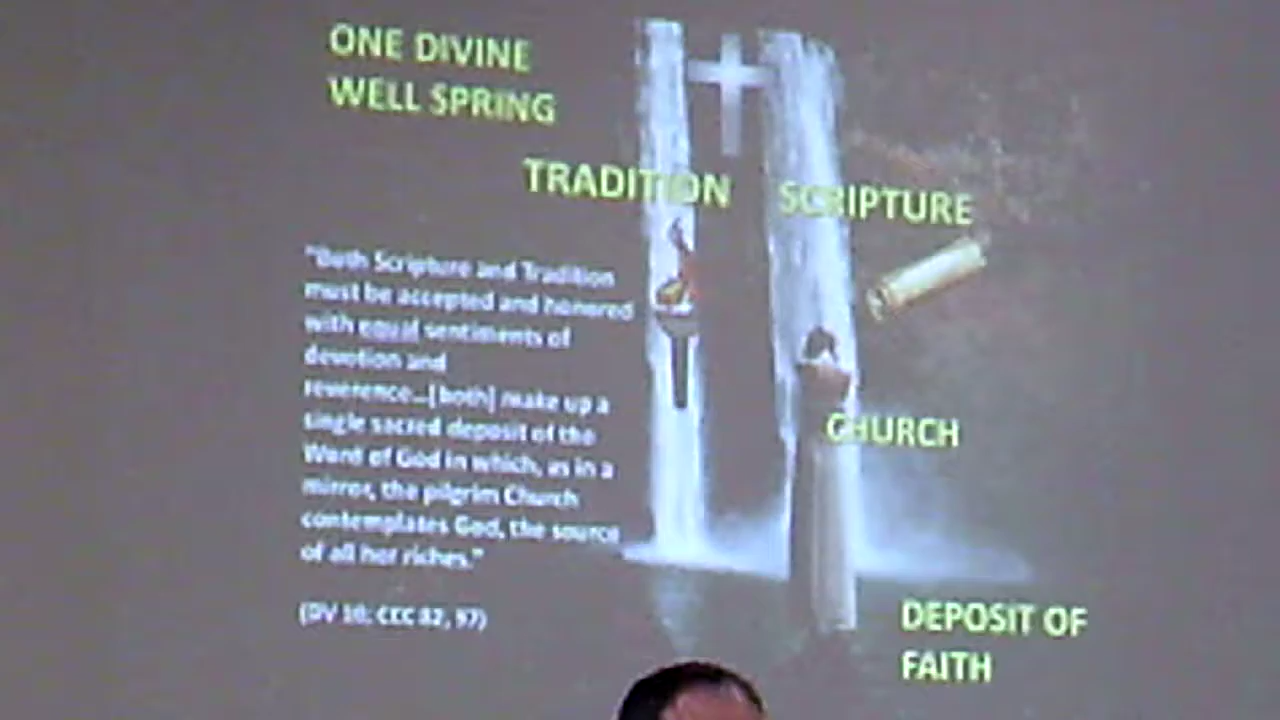 ONE DIVINE
WELL SPRING
TRADITION SCRIPTURE
"Both Scripture and Tradition
must be accepted and honored
with equal sentiments of
devotion and
reverence...[both] make up a
single sacred deposit of the
Word of God in which, as in a
mirror, the pilgrim Church
contemplates God, the source
of all her riches."
(DV 10, CCC 82, 97)
CHURCH
DEPOSIT OF
FAITH